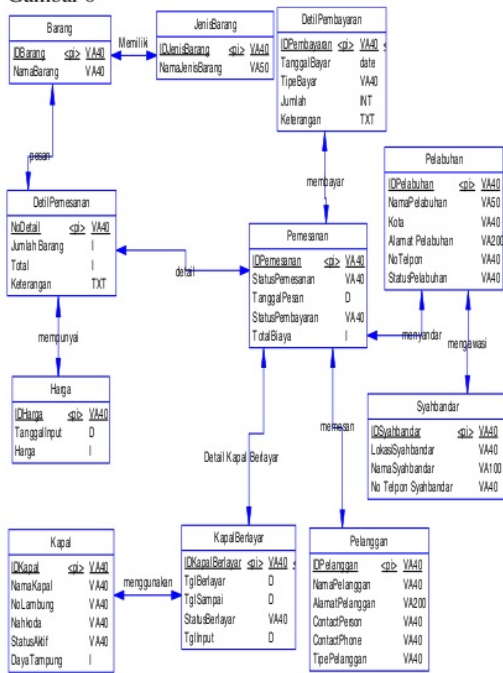 Barang
IDBarang <pi> VA40
NamaBarang VA40
Memiliki
JenisBarang
IDJenisBarang <pi> VA40
NamaJenisBarang VA50
DetilPembayaran
IDPembayaran <pi> VA40 <
TanggalBayar date
TipeBayar VA40
Jumlah INT
Keterangan TXT
pesan
membayar
Pelabuhan
IDPelabuhan <pi> VA40
NamaPelabuhan VA50
Kota VA40
Alamat Pelabuhan VA200
NoTelpon VA40
StatusPelabuhan VA40
DetilPemesanan
NoDetail <pi> VA40
Jumlah Barang I
Total I
Keterangan TXT
detail
Pemesanan
IDPemesanan <pi> VA40
StatusPemesanan VA40
TanggalPesan D
StatusPembayaran VA40
TotalBiaya I
menyandar
mengawasi
mempunyai
Harga
IDHarga <pi> VA40
TanggalInput D
Harga I
Detail Kapal Berlayar
memesan
Syahbandar
IDSyahbandar <pi> VA40
LokasiSyahbandar VA40
NamaSyahbandar VA100
No Telpon Syahbandar VA40
Kapal
IDKapal <pi> VA40
NamaKapal VA40
NoLambung VA40
Nahkoda VA40
StatusAktif VA40
DayaTampung I
menggunakan
KapalBerlayar
IDKapalBerlayar <pi> VA40 <
TglBerlayar D
TglSampai D
StatusBerlayar VA40
TglInput D
Pelanggan
IDPelanggan <pi> VA40
NamaPelanggan VA40
AlamatPelanggan VA200
ContactPerson VA40
ContactPhone VA40
TipePelanggan VA40